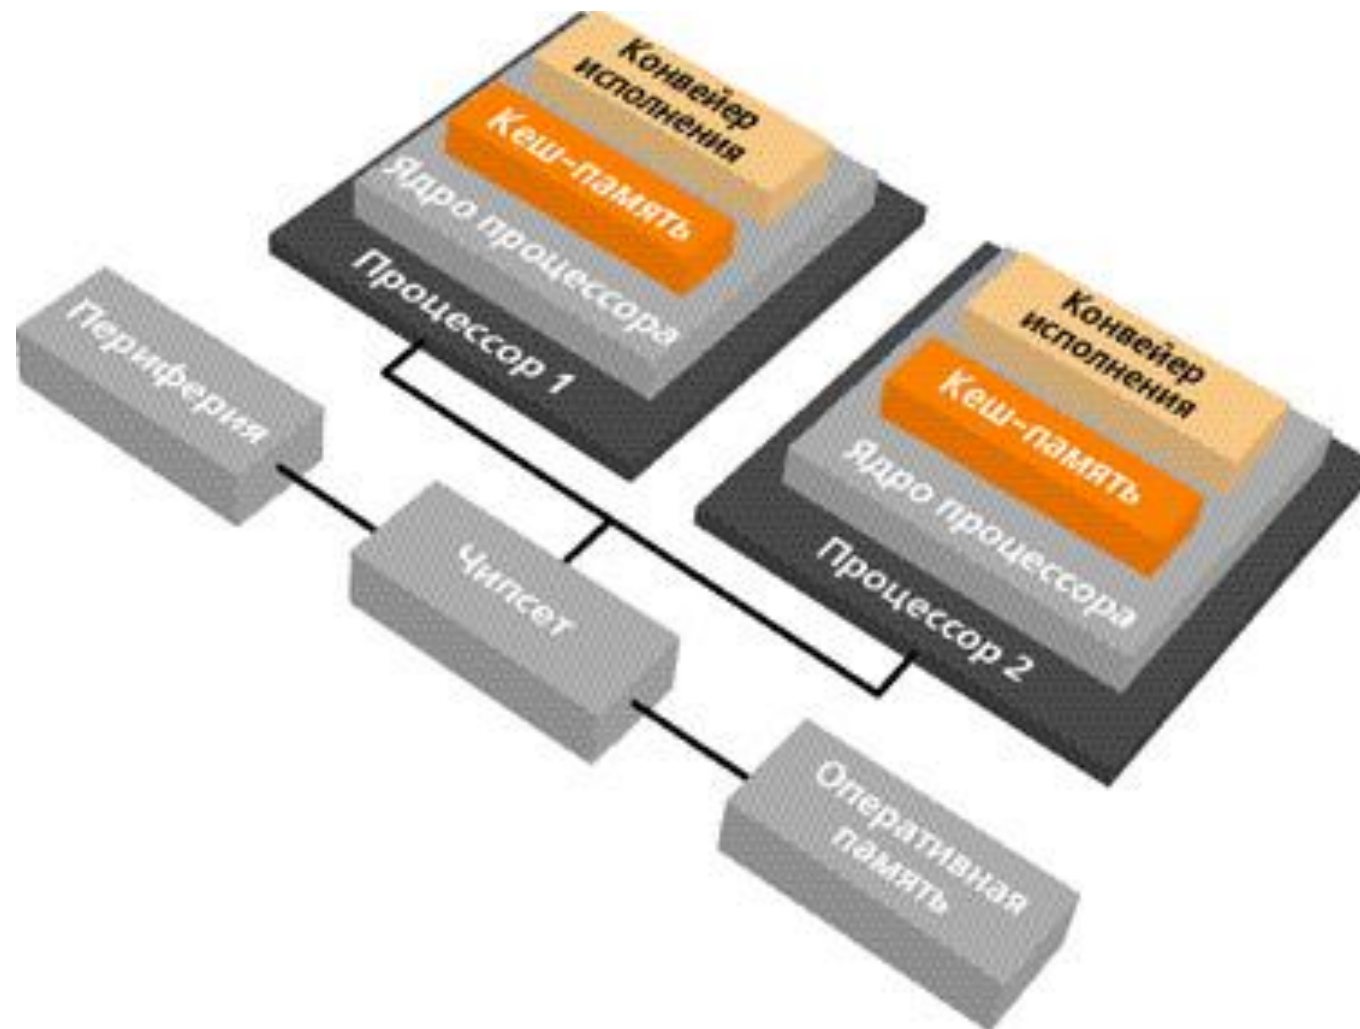 Конвейер
исполнения
Кеш-память
Ядро процессора
Процессор 1
Конвейер
исполнения
Кеш-память
Ядро процессора
Процессор 2
Периферия
Чипсет
Оперативная
память